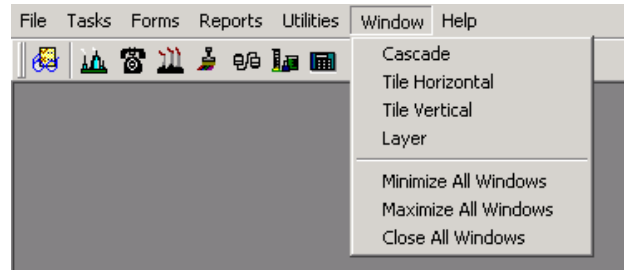 File Tasks Forms Reports Utilities Window Help
Cascade
Tile Horizontal
Tile Vertical
Layer
Minimize All Windows
Maximize All Windows
Close All Windows